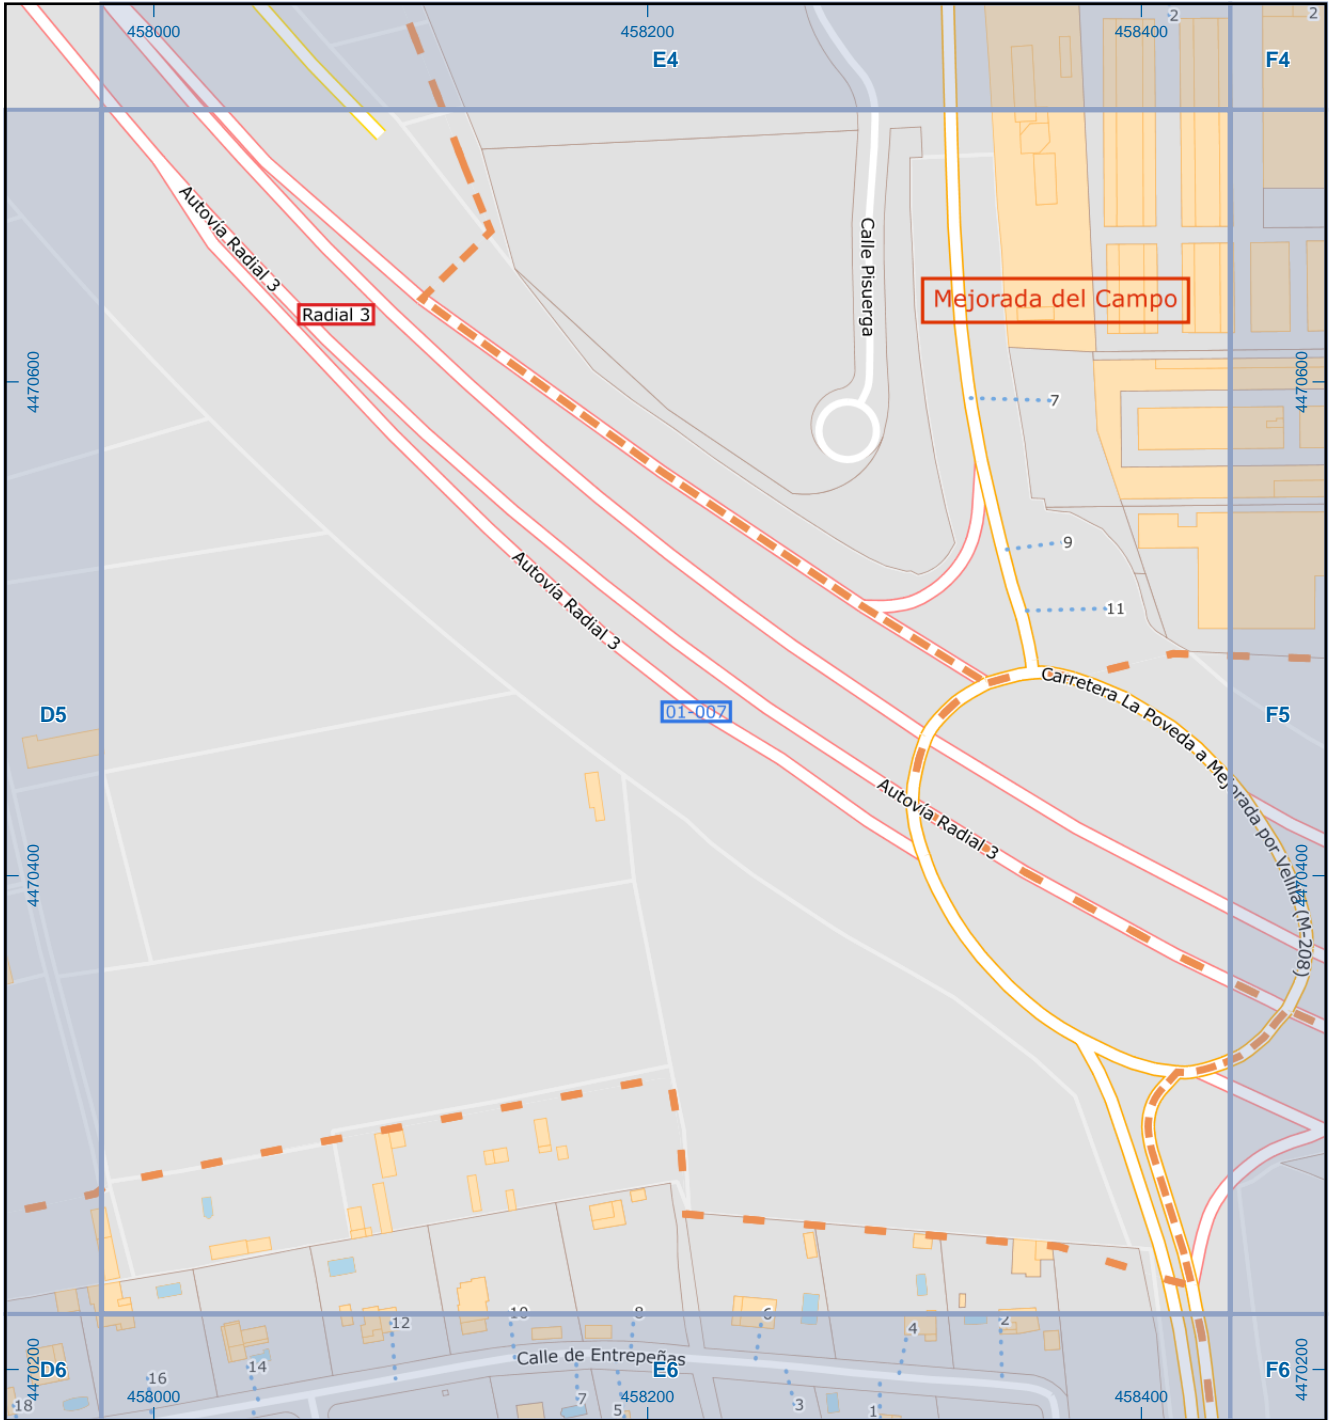 2
2
458000
458200
458400
E4
F4
Autovía Radial 3
Calle Pisuerga
Radial 3
Mejorada del Campo
4470600
4470600
7
9
Autovía Radial 3
11
Carretera La Poveda a Mejorada por Velilla (M-208)
D5
01-007
F5
Autovía Radial 3
4470400
4470400
10
8
6
12
4
2
Calle de Entrepeñas
14
D6
E6
F6
4470200
4470200
16
18
458000
458200
458400
7
5
3
1